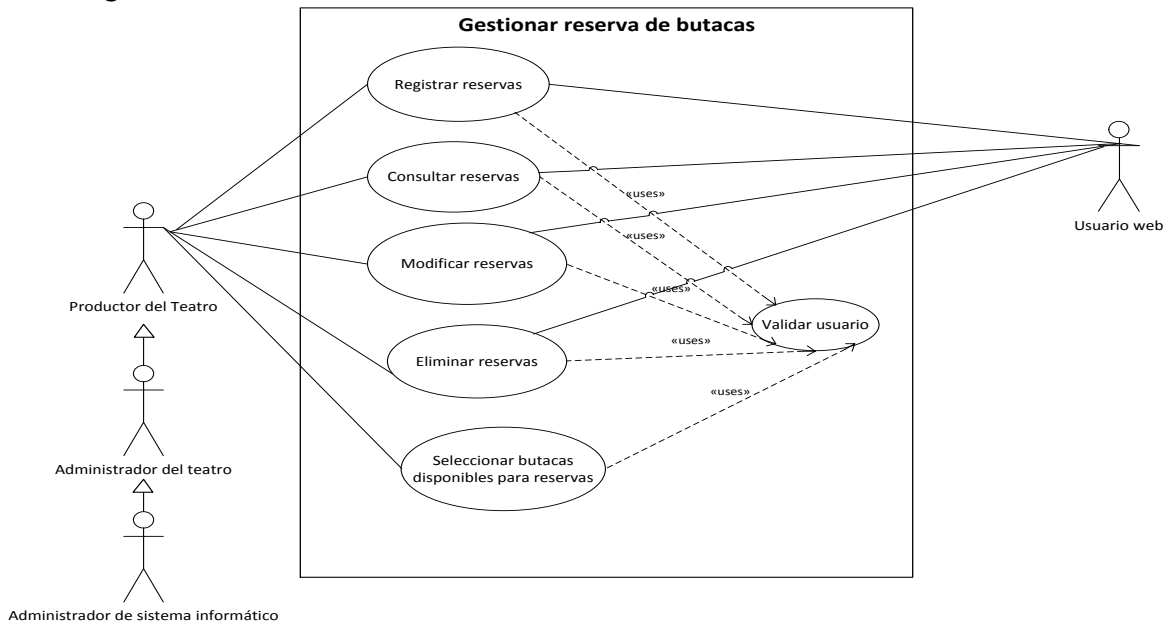 Gestionar reserva de butacas
Registrar reservas
Consultar reservas
«uses»
Usuario web
«uses»
Modificar reservas
«uses»
Productor del Teatro
Validar usuario
Eliminar reservas
«uses»
«uses»
Administrador del teatro
Seleccionar butacas
disponibles para reservas
Administrador de sistema informático